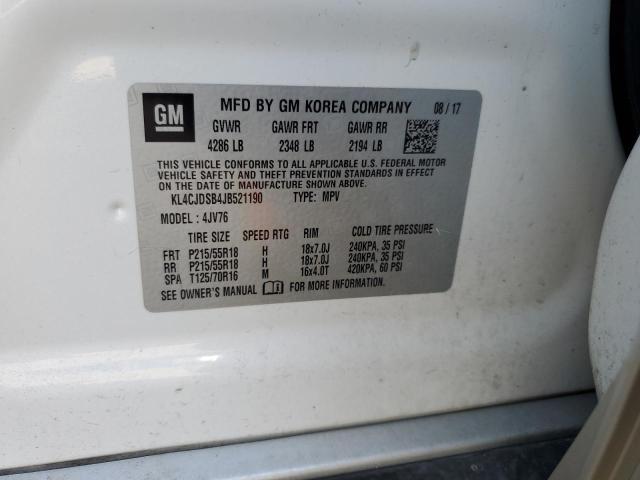 GM MFD BY GM KOREA COMPANY 08 / 17
GVWR GAWR FRT GAWR RR
4286 LB 2348 LB 2194 LB
THIS VEHICLE CONFORMS TO ALL APPLICABLE U.S. FEDERAL MOTOR
VEHICLE SAFETY AND THEFT PREVENTION STANDARDS IN EFFECT
ON THE DATE OF MANUFACTURE SHOWN ABOVE.
KL4CJDSB4JB521190 TYPE: MPV
MODEL : 4JV76
TIRE SIZE SPEED RTG RIM COLD TIRE PRESSURE
FRT P215/55R18 H 18x7.0J 240KPA, 35 PSI
RR P215/55R18 H 18x7.0J 240KPA, 35 PSI
SPA T125/70R16 M 16x4.0T 420KPA, 60 PSI
SEE OWNER'S MANUAL FOR MORE INFORMATION.